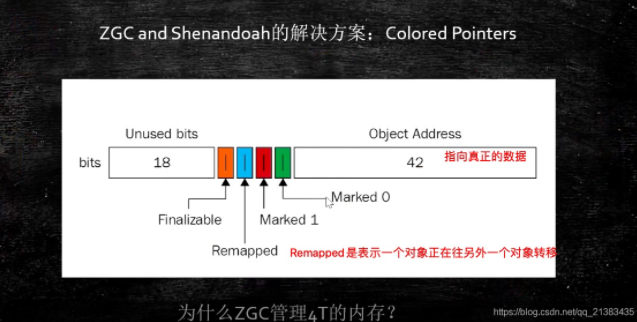 ZGC and Shenandoah的解决方案：Colored Pointers
Unused bits
Object Address
bits
18
42
指向真正的数据
Marked 0
Finalizable
Marked 1
Remapped
Remapped是表示一个对象正在往另外一个对象转移
为什么ZGC管理4T的内存？
https://blog.csdn.net/qq_21383435